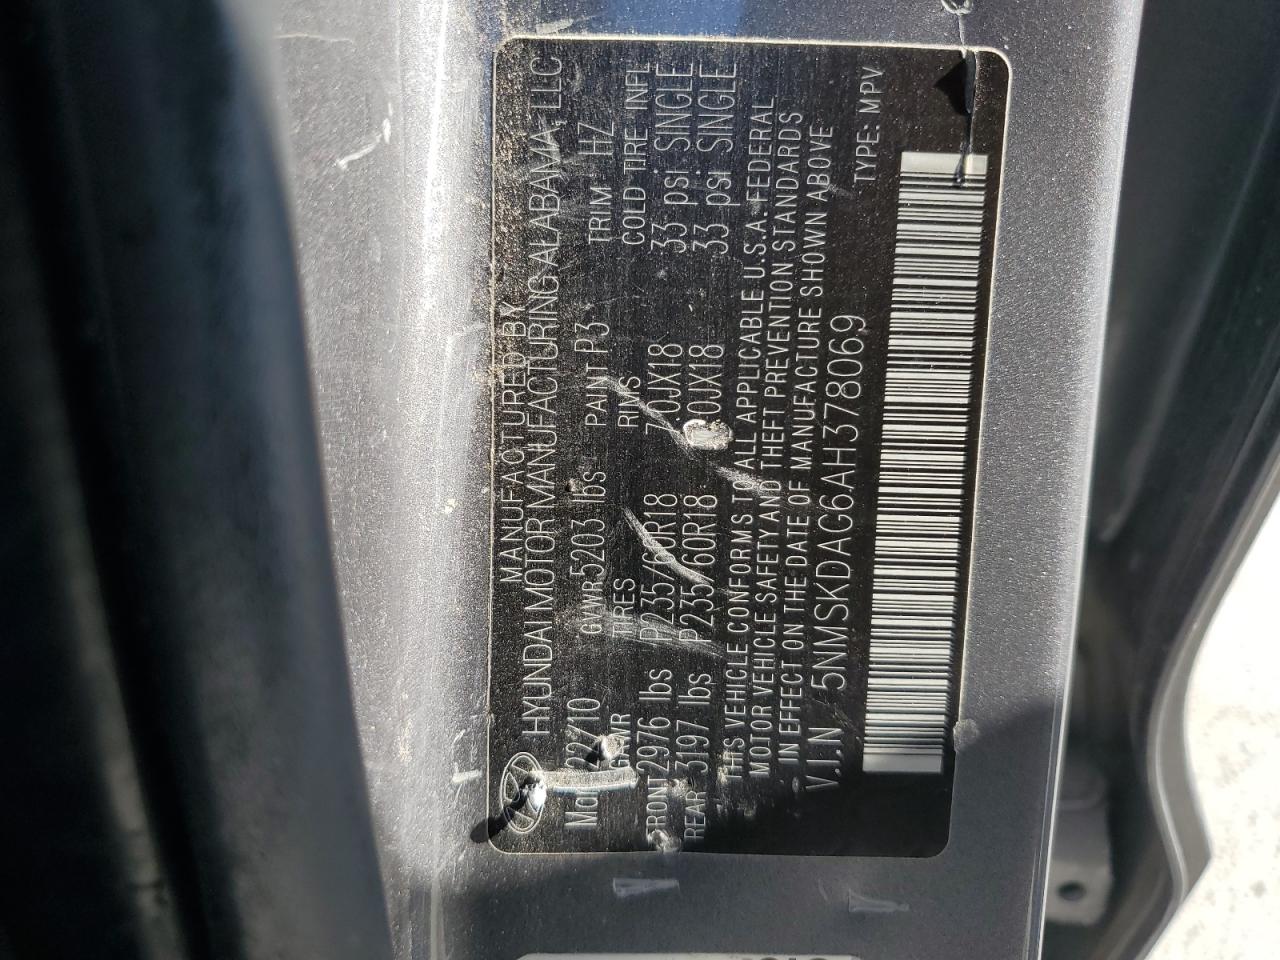 MANUFACTURED BY
HYUNDAI MOTOR MANUFACTURING ALABAMA, LLC
22/10 GVWR 5203 lbs PAINT P3 TRIM HZ
TIRES RIMS COLD TIRE INFL
FRONT 2976 lbs P235/60R18 7.0JX18 33 psi SINGLE
REAR 3197 lbs P235/60R18 0JX18 33 psi SINGLE
THIS VEHICLE CONFORMS TO ALL APPLICABLE U.S.A. FEDERAL
MOTOR VEHICLE SAFETY AND THEFT PREVENTION STANDARDS
IN EFFECT ON THE DATE OF MANUFACTURE SHOWN ABOVE
V.I.N 5NMSKDAG6AH378069 TYPE: MPV